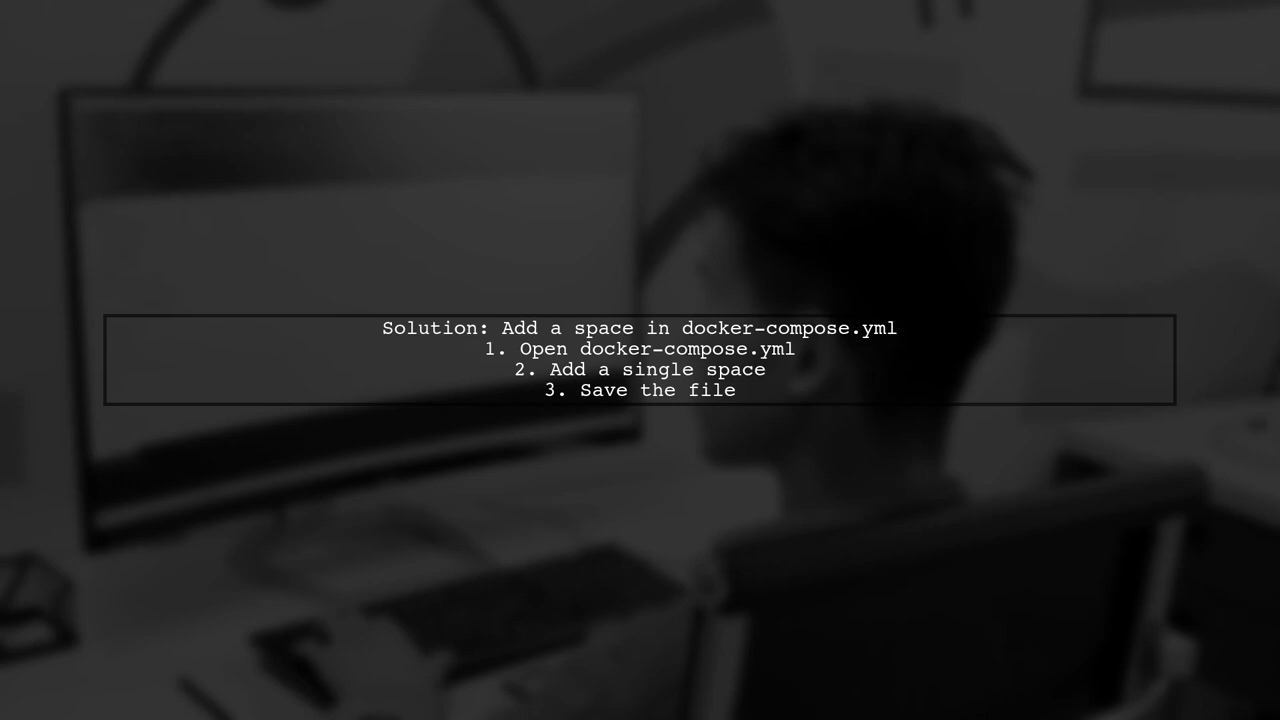 Solution: Add a space in docker-compose.yml
1. Open docker-compose.yml
2. Add a single space
3. Save the file